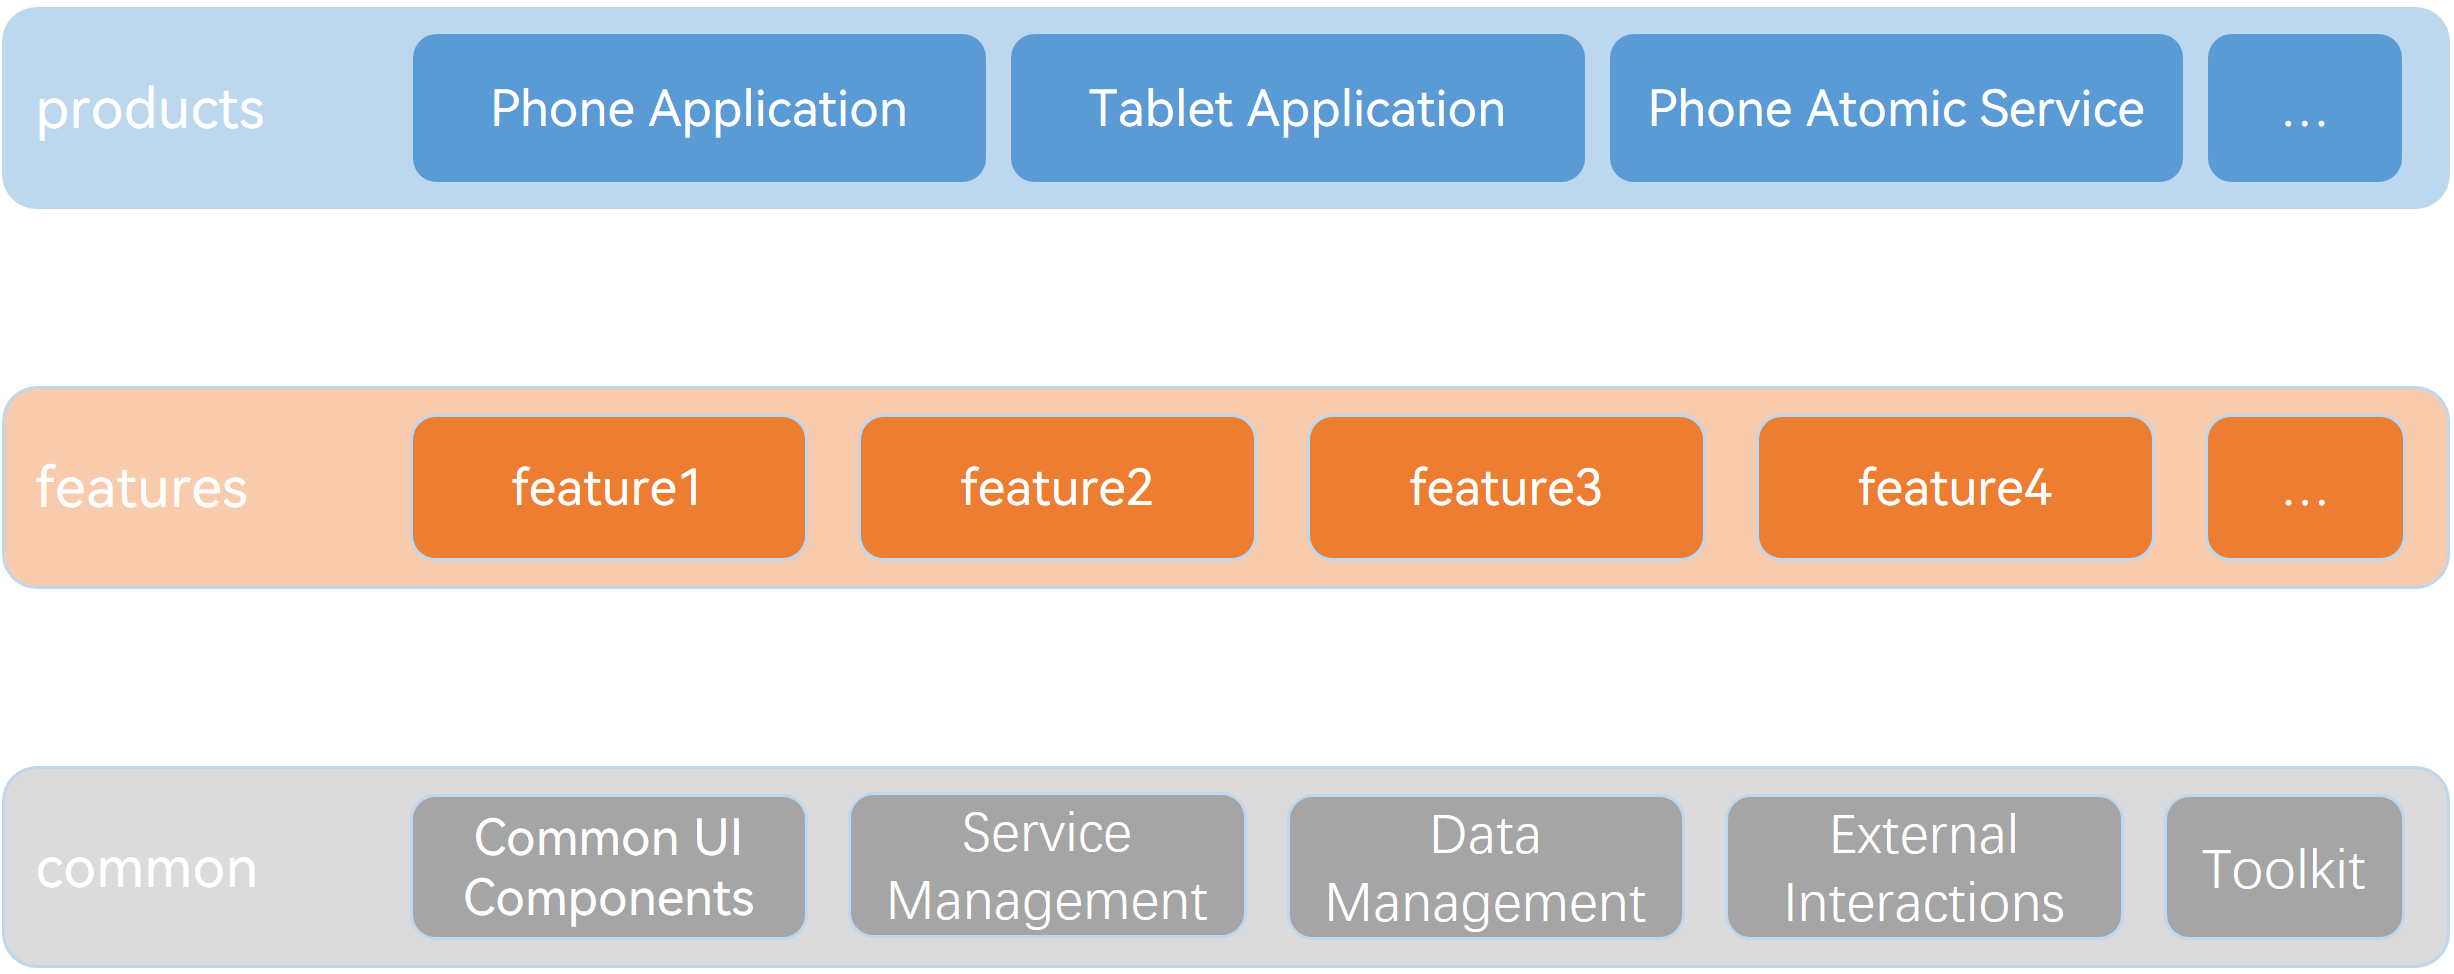 products
Phone Application
Tablet Application
Phone Atomic Service
...
features
feature1
feature2
feature3
feature4
...
common
Common UI
Components
Service
Management
Data
Management
External
Interactions
Toolkit